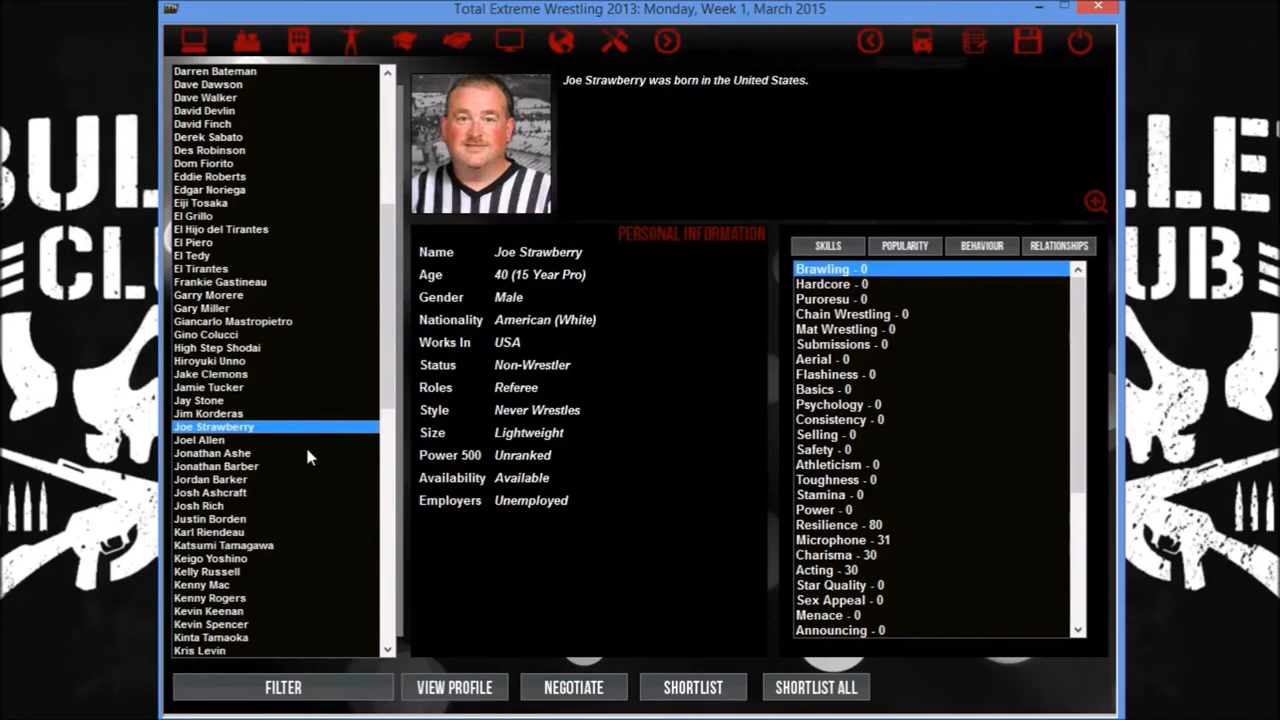 Total Extreme Wrestling 2013: Monday, Week 1, March 2015
BULLET
CLUB
Darren Bateman
Dave Dawson
Dave Walker
David Devlin
David Finch
Derek Sabato
Des Robinson
Dom Fiorito
Eddie Roberts
Edgar Noriega
Eiji Tosaka
El Grillo
El Hijo del Tirantes
El Piero
El Tedy
El Tirantes
Frankie Gastineau
Garry Morere
Gary Miller
Giancarlo Mastropietro
Gino Colucci
High Step Shodai
Hiroyuki Unno
Jake Clemons
Jamie Tucker
Jay Stone
Jim Korderas
Joe Strawberry
Joel Allen
Jonathan Ashe
Jonathan Barber
Jordan Barker
Josh Ashcraft
Josh Rich
Justin Borden
Karl Riendeau
Katsumi Tamagawa
Keigo Yoshino
Kelly Russell
Kenny Mac
Kenny Rogers
Kevin Keenan
Kevin Spencer
Kinta Tamaoka
Kris Levin
Joe Strawberry was born in the United States.
PERSONAL INFORMATION
Name Joe Strawberry
Age 40 (15 Year Pro)
Gender Male
Nationality American (White)
Works In USA
Status Non-Wrestler
Roles Referee
Style Never Wrestles
Size Lightweight
Power 500 Unranked
Availability Available
Employers Unemployed
SKILLS POPULARITY BEHAVIOUR RELATIONSHIPS
Brawling - 0
Hardcore - 0
Puroresu - 0
Chain Wrestling - 0
Mat Wrestling - 0
Submissions - 0
Aerial - 0
Flashiness - 0
Basics - 0
Psychology - 0
Consistency - 0
Selling - 0
Safety - 0
Athleticism - 0
Toughness - 0
Stamina - 0
Power - 0
Resilience - 80
Microphone - 31
Charisma - 30
Acting - 30
Star Quality - 0
Sex Appeal - 0
Menace - 0
Announcing - 0
FILTER VIEW PROFILE NEGOTIATE SHORTLIST SHORTLIST ALL